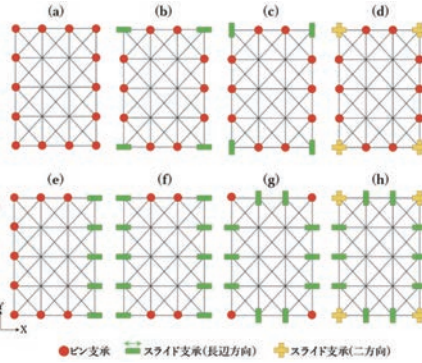 (a) (b) (c) (d)
(e) (f) (g) (h)
Y
X
ピン支承 スライド支承(長辺方向) スライド支承(二方向)